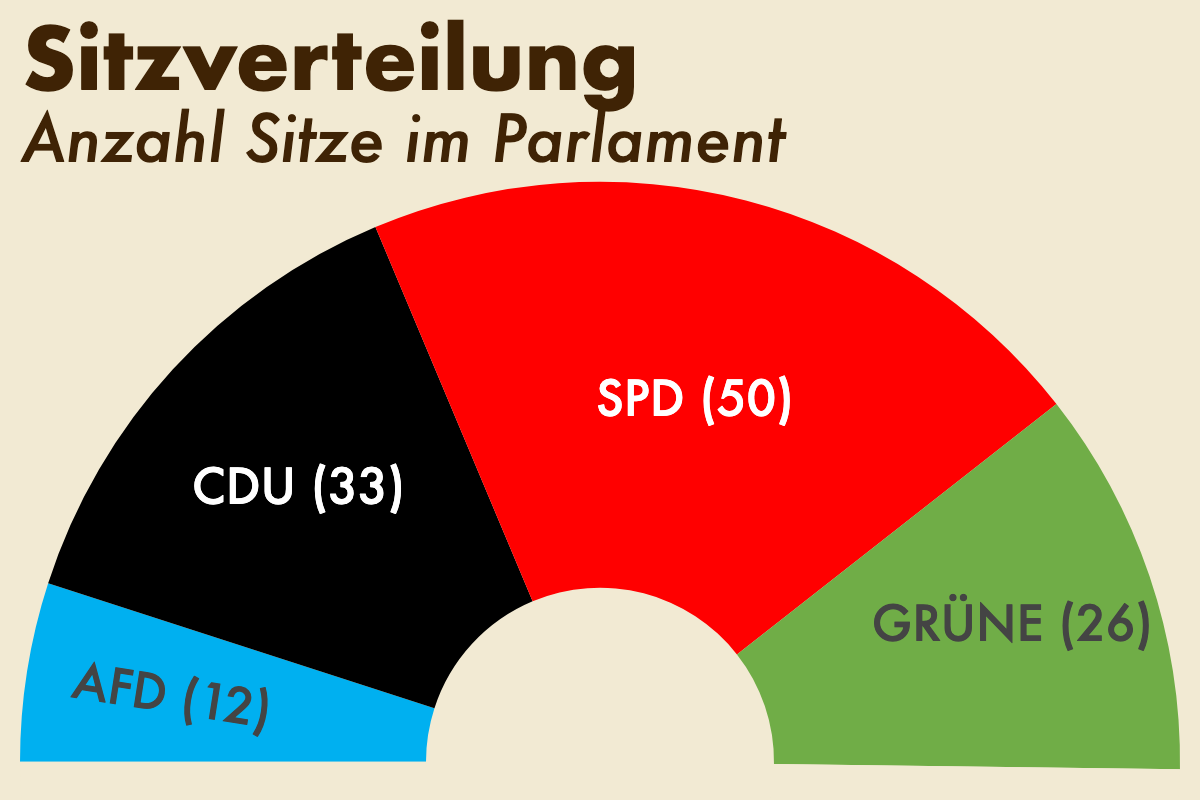 Sitzverteilung
Anzahl Sitze im Parlament
SPD (50)
CDU (33)
GRÜNE (26)
AFD (12)